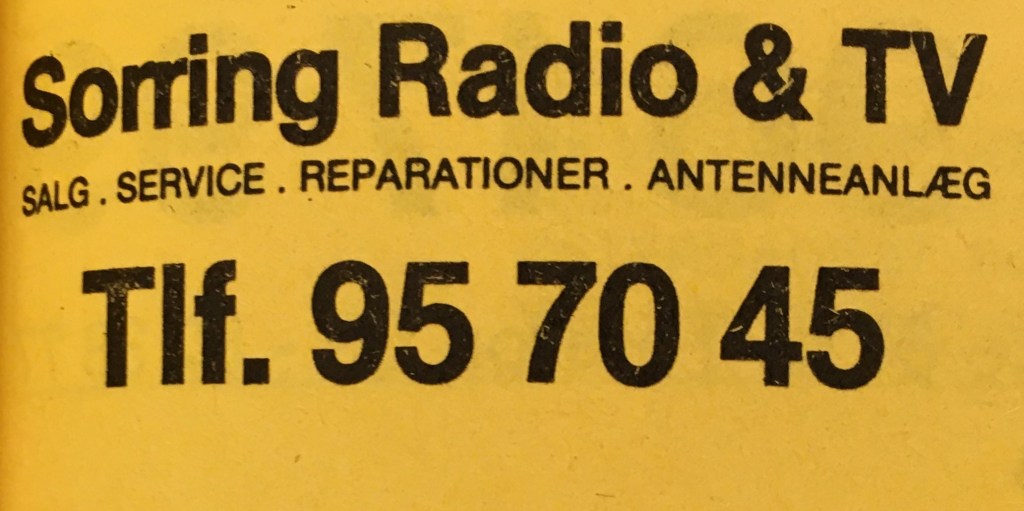 Sorring Radio & TV
SALG . SERVICE . REPARATIONER . ANTENNEANLÆG
Tlf. 95 70 45